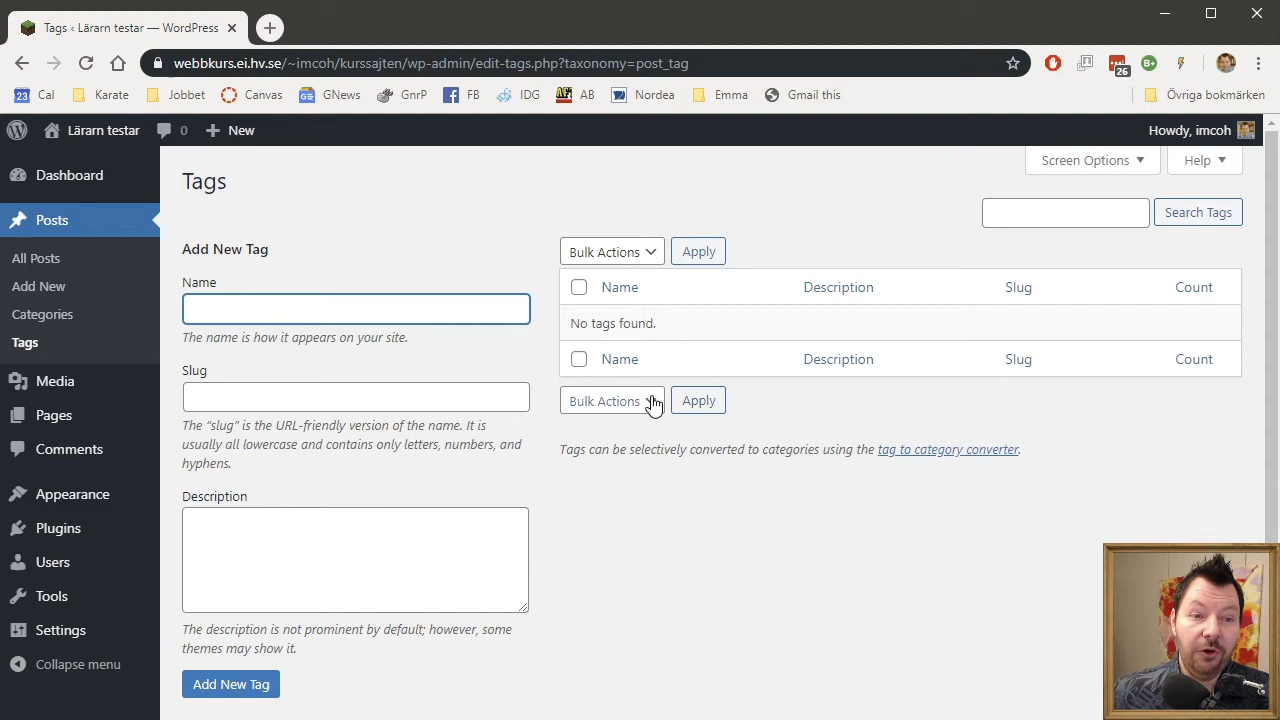 Tags ‹ Lärarn testar — WordPress
webbkurs.ei.hv.se/~imcoh/kurssajten/wp-admin/edit-tags.php?taxonomy=post_tag
26
23 Cal Karate Jobbet Canvas GNews GnrP FB IDG AB Nordea Emma Gmail this Övriga bokmärken
Lärarn testar 0 New Howdy, imcoh
Screen Options Help
Dashboard
Posts
All Posts
Add New
Categories
Tags
Media
Pages
Comments
Appearance
Plugins
Users
Tools
Settings
Collapse menu
Tags
Search Tags
Add New Tag
Name
The name is how it appears on your site.
Slug
The “slug” is the URL-friendly version of the name. It is
usually all lowercase and contains only letters, numbers, and
hyphens.
Description
The description is not prominent by default; however, some
themes may show it.
Add New Tag
Bulk Actions Apply
Name Description Slug Count
No tags found.
Name Description Slug Count
Bulk Actions Apply
Tags can be selectively converted to categories using the tag to category converter.